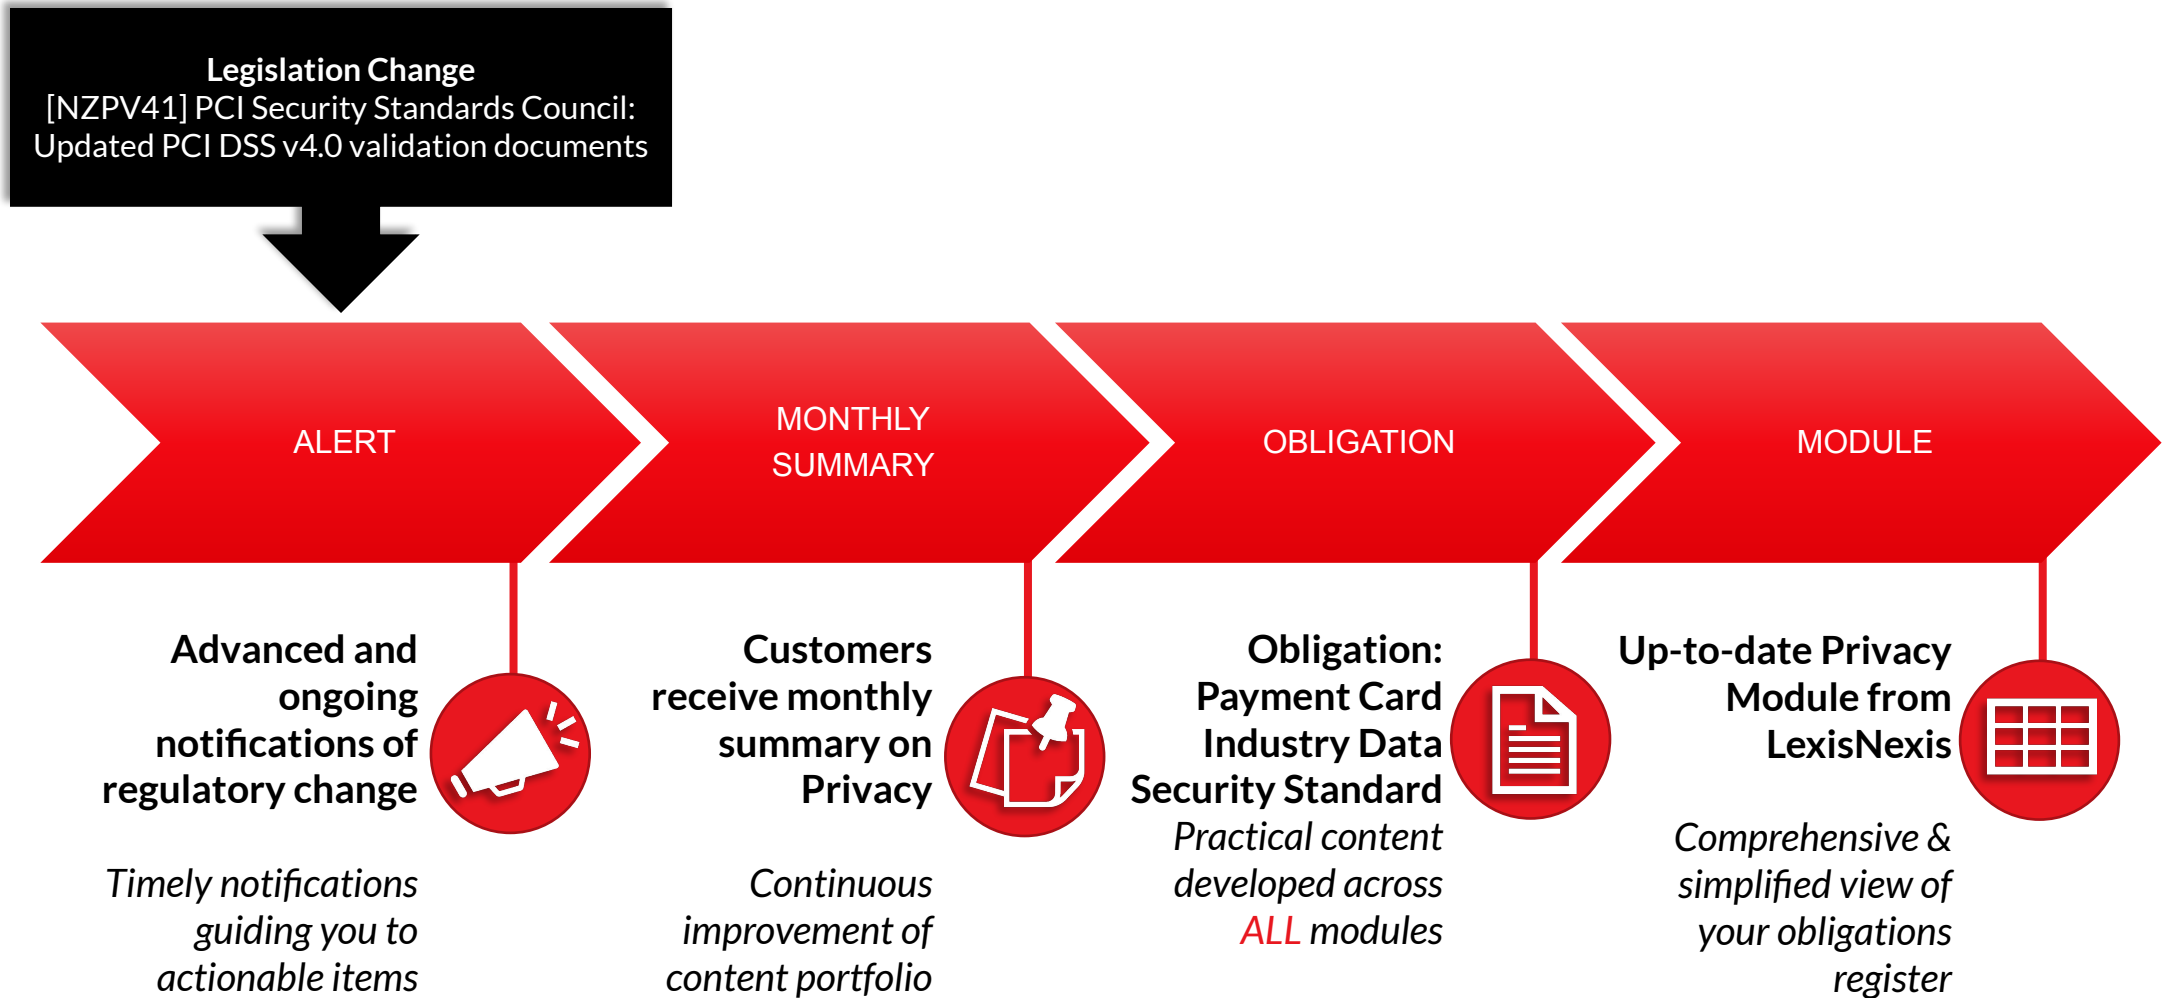 Legislation Change
[NZPV41] PCI Security Standards Council:
Updated PCI DSS v4.0 validation documents
ALERT
MONTHLY
SUMMARY
OBLIGATION
MODULE
Advanced and
ongoing
notifications of
regulatory change
Timely notifications
guiding you to
actionable items
Customers
receive monthly
summary on
Privacy
Continuous
improvement of
content portfolio
Obligation:
Payment Card
Industry Data
Security Standard
Practical content
developed across
ALL modules
Up-to-date Privacy
Module from
LexisNexis
Comprehensive &
simplified view of
your obligations
register